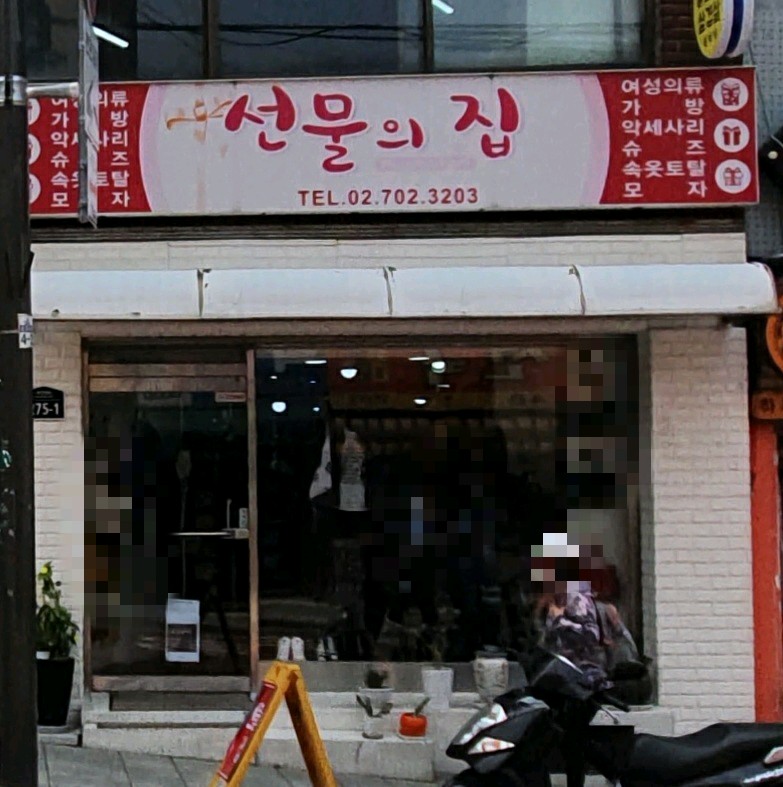 선물의 집
TEL.02.702.3203
여성의류
가 방
악세사리
슈 즈
속옷토탈
모 자
여성의류
가 방
악세사리
슈 즈
속옷토탈
모 자
275-1